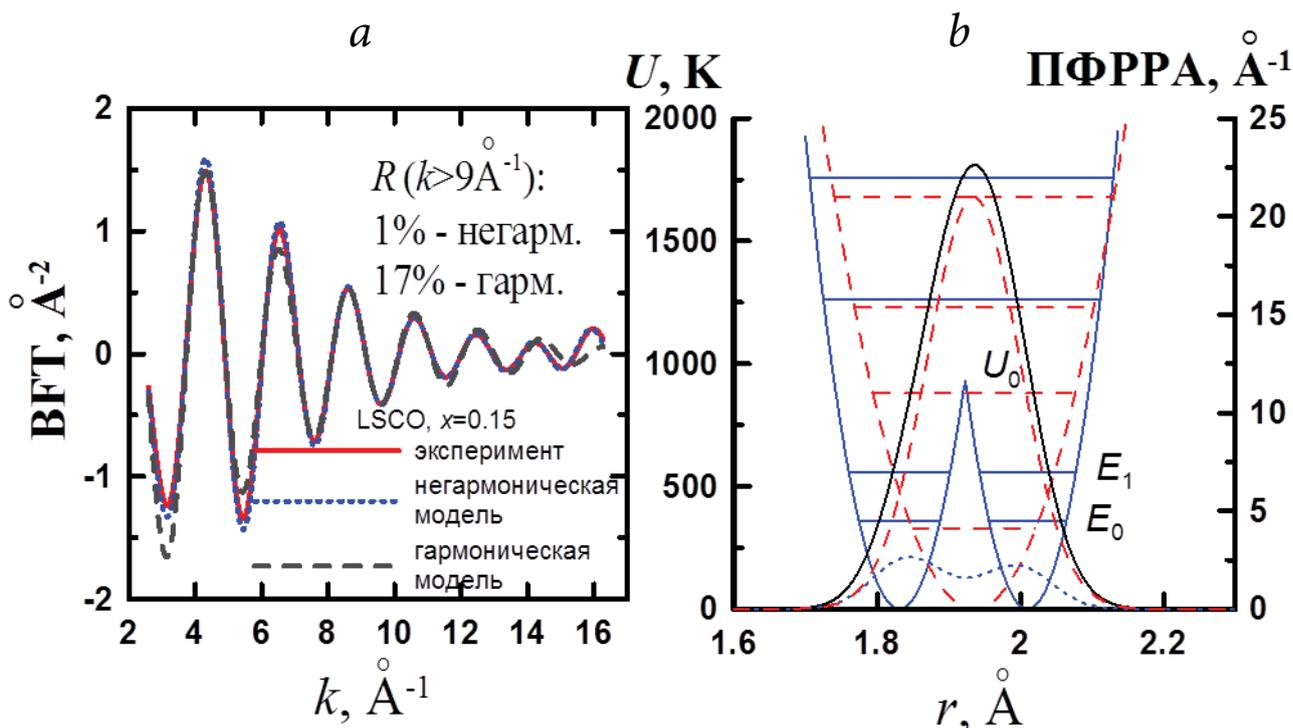 a
BFT, Å-2
2
1
0
-1
-2
R (k>9Å-1):
1% - негарм.
17% - гарм.
LSCO, x=0.15
эксперимент
негармоническая
модель
гармоническая
модель
2 4 6 8 10 12 14 16
k, Å-1
b
U, K
ПФРРА, Å-1
2000
1500
1000
500
0
25
20
15
10
5
0
U0
E1
E0
1.6 1.8 2 2.2
r, Å